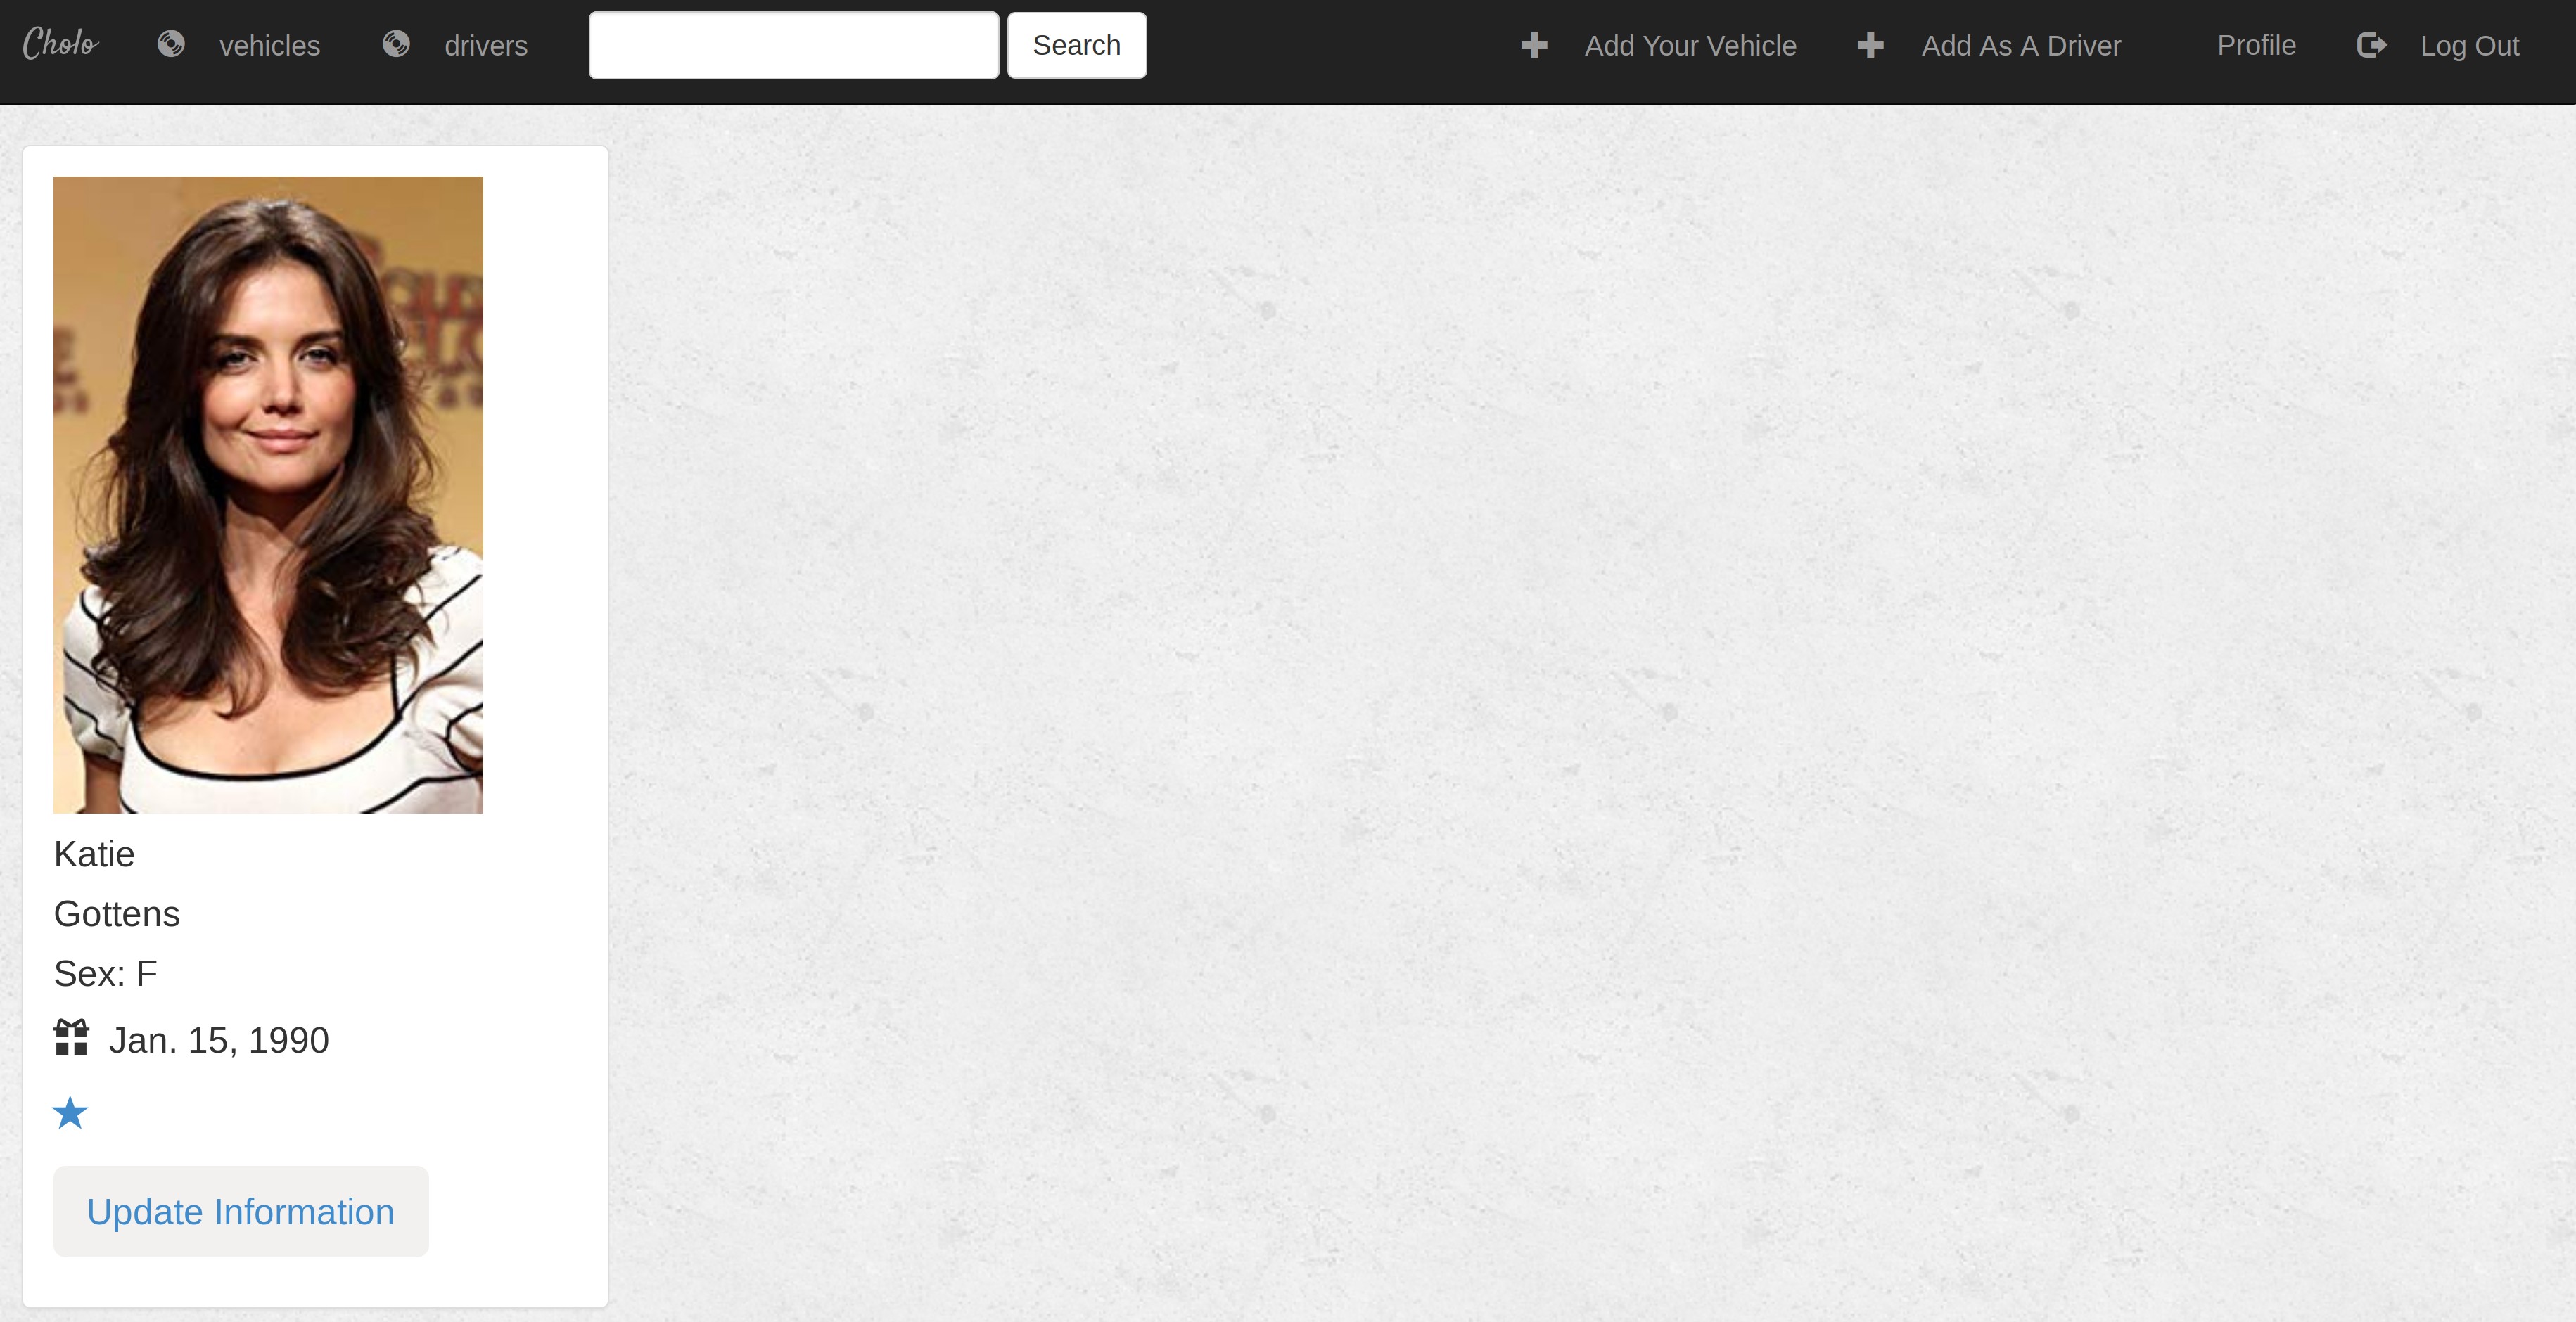 Cholo
vehicles
drivers
Search
Add Your Vehicle
Add As A Driver
Profile
Log Out
Katie
Gottens
Sex: F
Jan. 15, 1990
Update Information